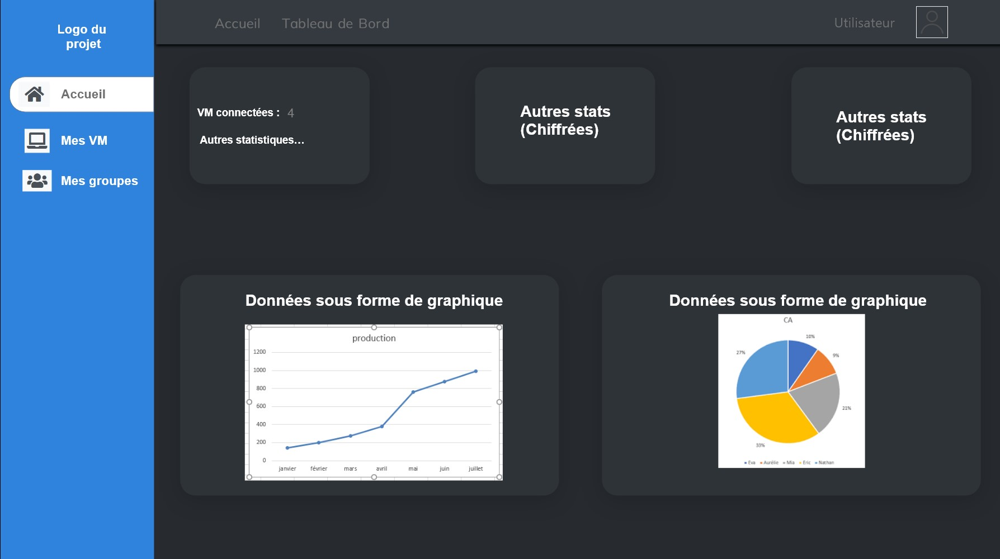 Logo du
projet
Accueil
Mes VM
Mes groupes
Accueil
Tableau de Bord
Utilisateur
VM connectées : 4
Autres statistiques...
Autres stats
(Chiffrées)
Autres stats
(Chiffrées)
Données sous forme de graphique
production
1200
1000
800
600
400
200
0
janvier février mars avril mai juin juillet
Données sous forme de graphique
CA
10%
9%
21%
33%
27%
Eva Aurélie Mia Eric Nathan